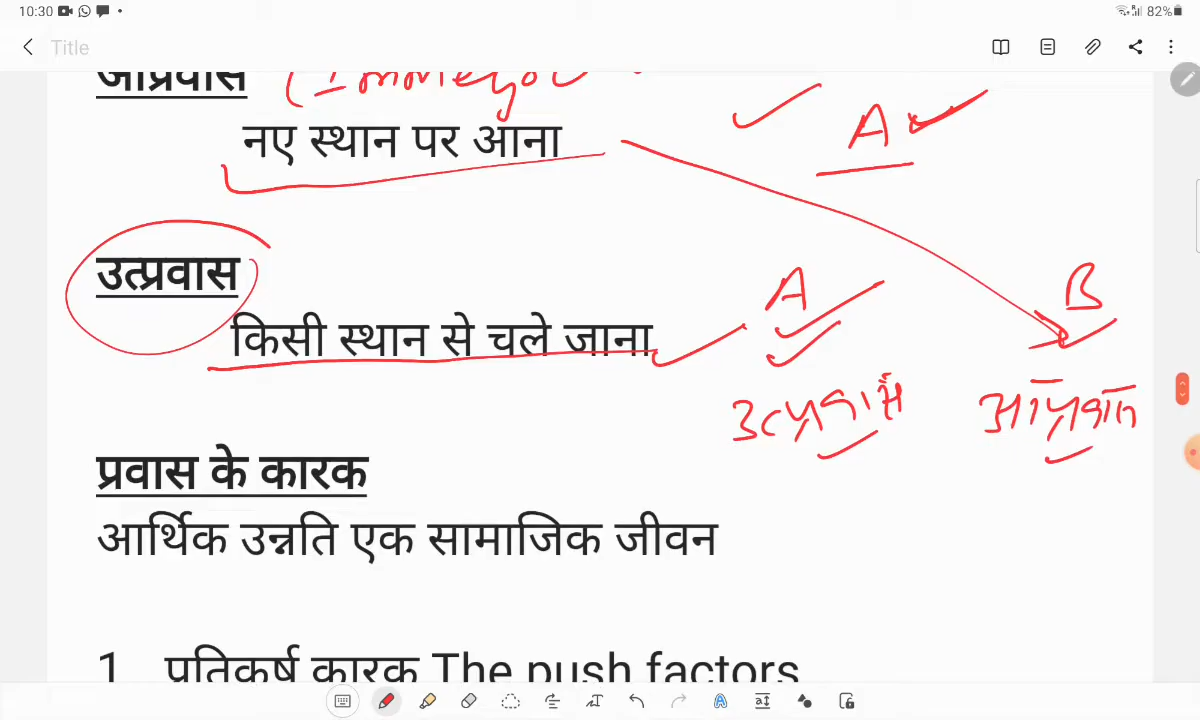 10:30 82%
Title
आप्रवास (Immegot
नए स्थान पर आना A
उत्प्रवास
किसी स्थान से चले जाना A B
उत्प्रवास आप्रवास
प्रवास के कारक
आर्थिक उन्नति एक सामाजिक जीवन
1 प्रतिकर्ष कारक The push factors